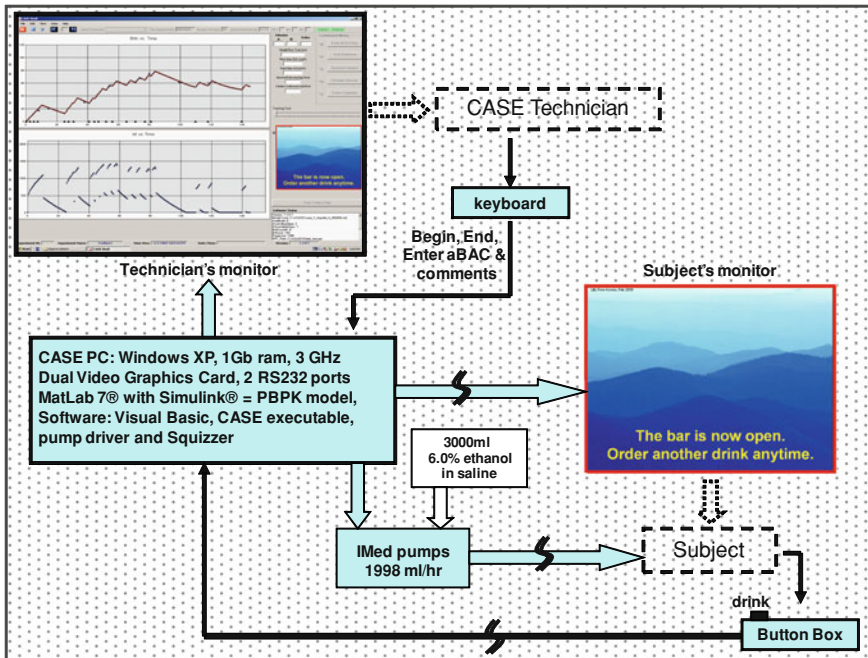 CASE Technician
The bar is now open.
Order another drink anytime.
keyboard
Begin, End,
Enter aBAC &
comments
Technician's monitor
Subject's monitor
CASE PC: Windows XP, 1Gb ram, 3 GHz
Dual Video Graphics Card, 2 RS232 ports
MatLab 7® with Simulink® = PBPK model,
Software: Visual Basic, CASE executable,
pump driver and Squizzer
3000ml
6.0% ethanol
in saline
The bar is now open.
Order another drink anytime.
IMed pumps
1998 ml/hr
Subject
drink
Button Box